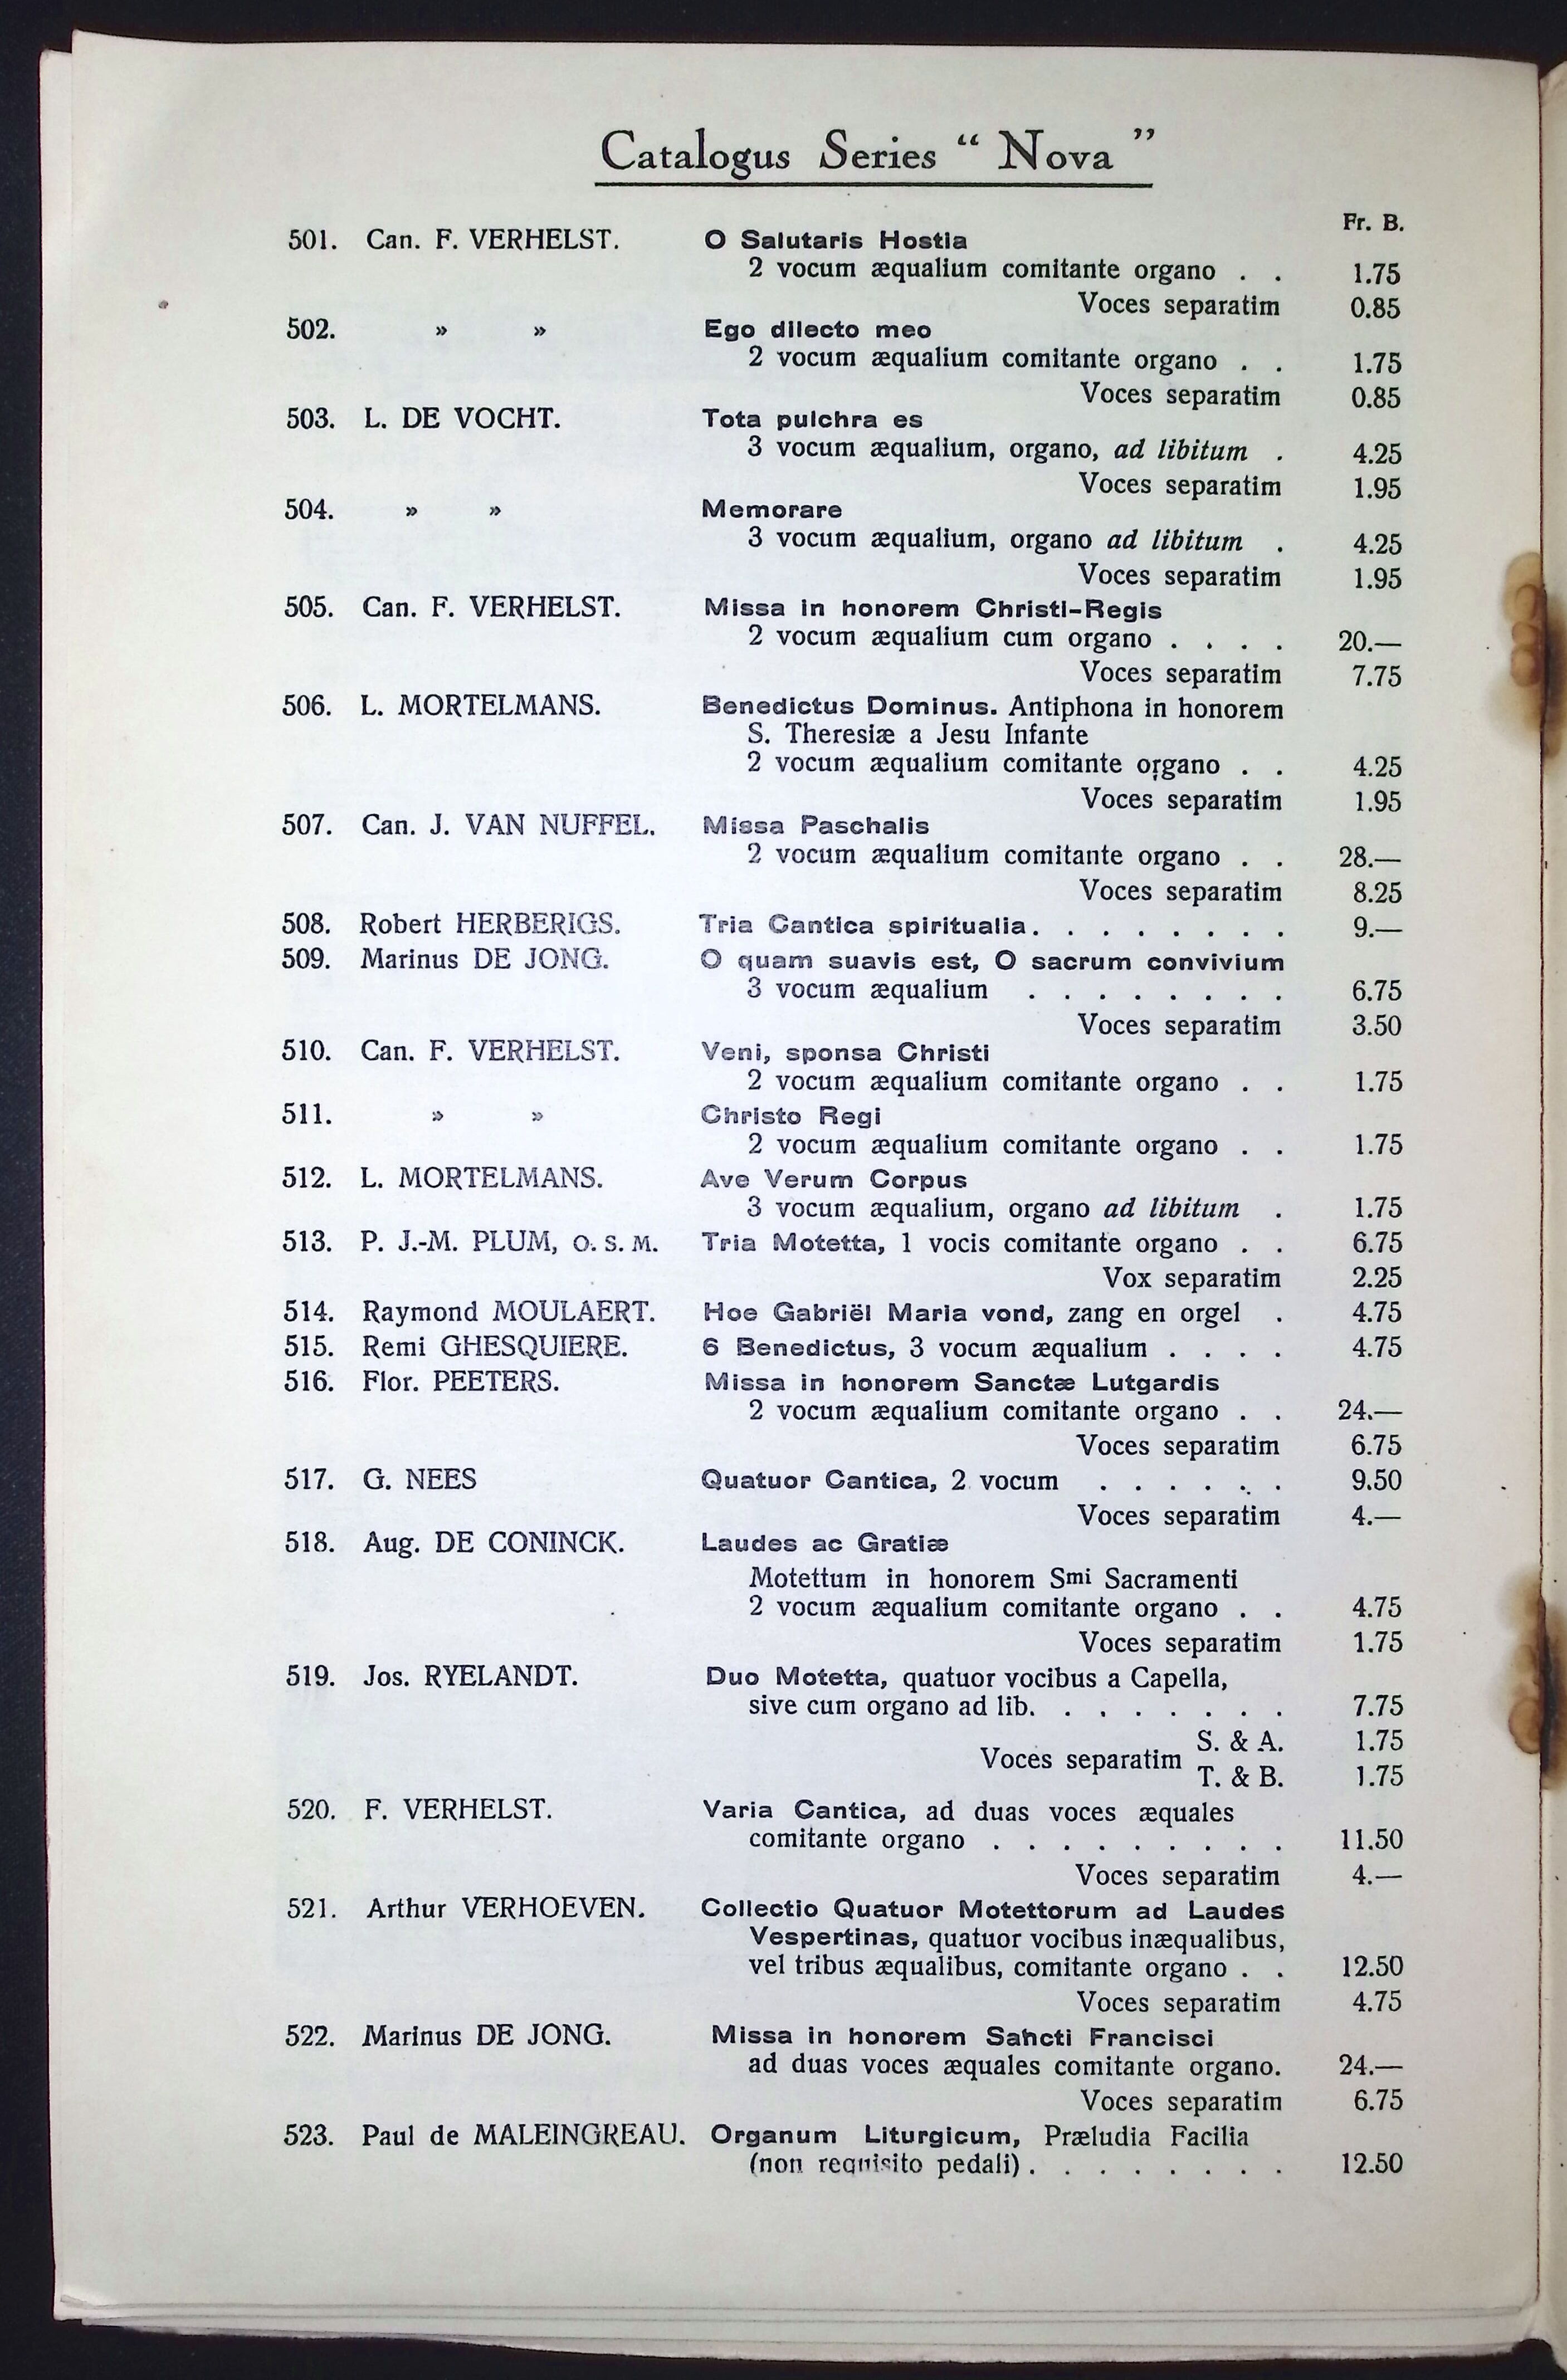 Catalogus Series “ Nova ”
Fr. B.
501. Can. F. VERHELST. O Salutaris Hostia
2 vocum æqualium comitante organo . . 1.75
Voces separatim 0.85
502. » » Ego dilecto meo
2 vocum æqualium comitante organo . . 1.75
Voces separatim 0.85
503. L. DE VOCHT. Tota pulchra es
3 vocum æqualium, organo, ad libitum . 4.25
Voces separatim 1.95
504. » » Memorare
3 vocum æqualium, organo ad libitum . 4.25
Voces separatim 1.95
505. Can. F. VERHELST. Missa in honorem Christi-Regis
2 vocum æqualium cum organo . . . . 20.—
Voces separatim 7.75
506. L. MORTELMANS. Benedictus Dominus. Antiphona in honorem
S. Theresiæ a Jesu Infante
2 vocum æqualium comitante organo . . 4.25
Voces separatim 1.95
507. Can. J. VAN NUFFEL. Missa Paschalis
2 vocum æqualium comitante organo . . 28.—
Voces separatim 8.25
508. Robert HERBERIGS. Tria Cantica spiritualia. . . . . . . . 9.—
509. Marinus DE JONG. O quam suavis est, O sacrum convivium
3 vocum æqualium . . . . . . . . 6.75
Voces separatim 3.50
510. Can. F. VERHELST. Veni, sponsa Christi
2 vocum æqualium comitante organo . . 1.75
511. » » Christo Regi
2 vocum æqualium comitante organo . . 1.75
512. L. MORTELMANS. Ave Verum Corpus
3 vocum æqualium, organo ad libitum . 1.75
513. P. J.-M. PLUM, O. S. M. Tria Motetta, 1 vocis comitante organo . . 6.75
Vox separatim 2.25
514. Raymond MOULAERT. Hoe Gabriël Maria vond, zang en orgel . 4.75
515. Remi GHESQUIERE. 6 Benedictus, 3 vocum æqualium . . . . 4.75
516. Flor. PEETERS. Missa in honorem Sanctæ Lutgardis
2 vocum æqualium comitante organo . . 24.—
Voces separatim 6.75
517. G. NEES Quatuor Cantica, 2 vocum . . . . . . 9.50
Voces separatim 4.—
518. Aug. DE CONINCK. Laudes ac Gratiæ
Motettum in honorem Smi Sacramenti
2 vocum æqualium comitante organo . . 4.75
Voces separatim 1.75
519. Jos. RYELANDT. Duo Motetta, quatuor vocibus a Capella,
sive cum organo ad lib. . . . . . . . 7.75
Voces separatim S. & A. 1.75
T. & B. 1.75
520. F. VERHELST. Varia Cantica, ad duas voces æquales
comitante organo . . . . . . . . . 11.50
Voces separatim 4.—
521. Arthur VERHOEVEN. Collectio Quatuor Motettorum ad Laudes
Vespertinas, quatuor vocibus inæqualibus,
vel tribus æqualibus, comitante organo . . 12.50
Voces separatim 4.75
522. Marinus DE JONG. Missa in honorem Sahcti Francisci
ad duas voces æquales comitante organo. 24.—
Voces separatim 6.75
523. Paul de MALEINGREAU. Organum Liturgicum, Præludia Facilia
(non requisito pedali) . . . . . . . . 12.50